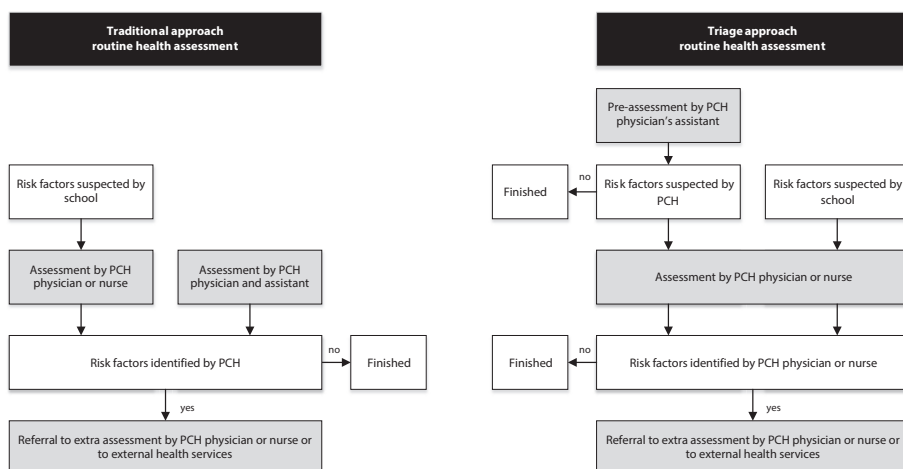 Traditional approach
routine health assessment
Risk factors suspected by
school
Assessment by PCH
physician or nurse
Assessment by PCH
physician and assistant
Risk factors identified by PCH
no
Finished
yes
Referral to extra assessment by PCH physician or nurse or
to external health services
Triage approach
routine health assessment
Pre-assessment by PCH
physician's assistant
Risk factors suspected by
PCH
no
Finished
Risk factors suspected by
school
Assessment by PCH physician or nurse
Risk factors identified by PCH physician or nurse
no
Finished
yes
Referral to extra assessment by PCH physician or nurse or
to external health services